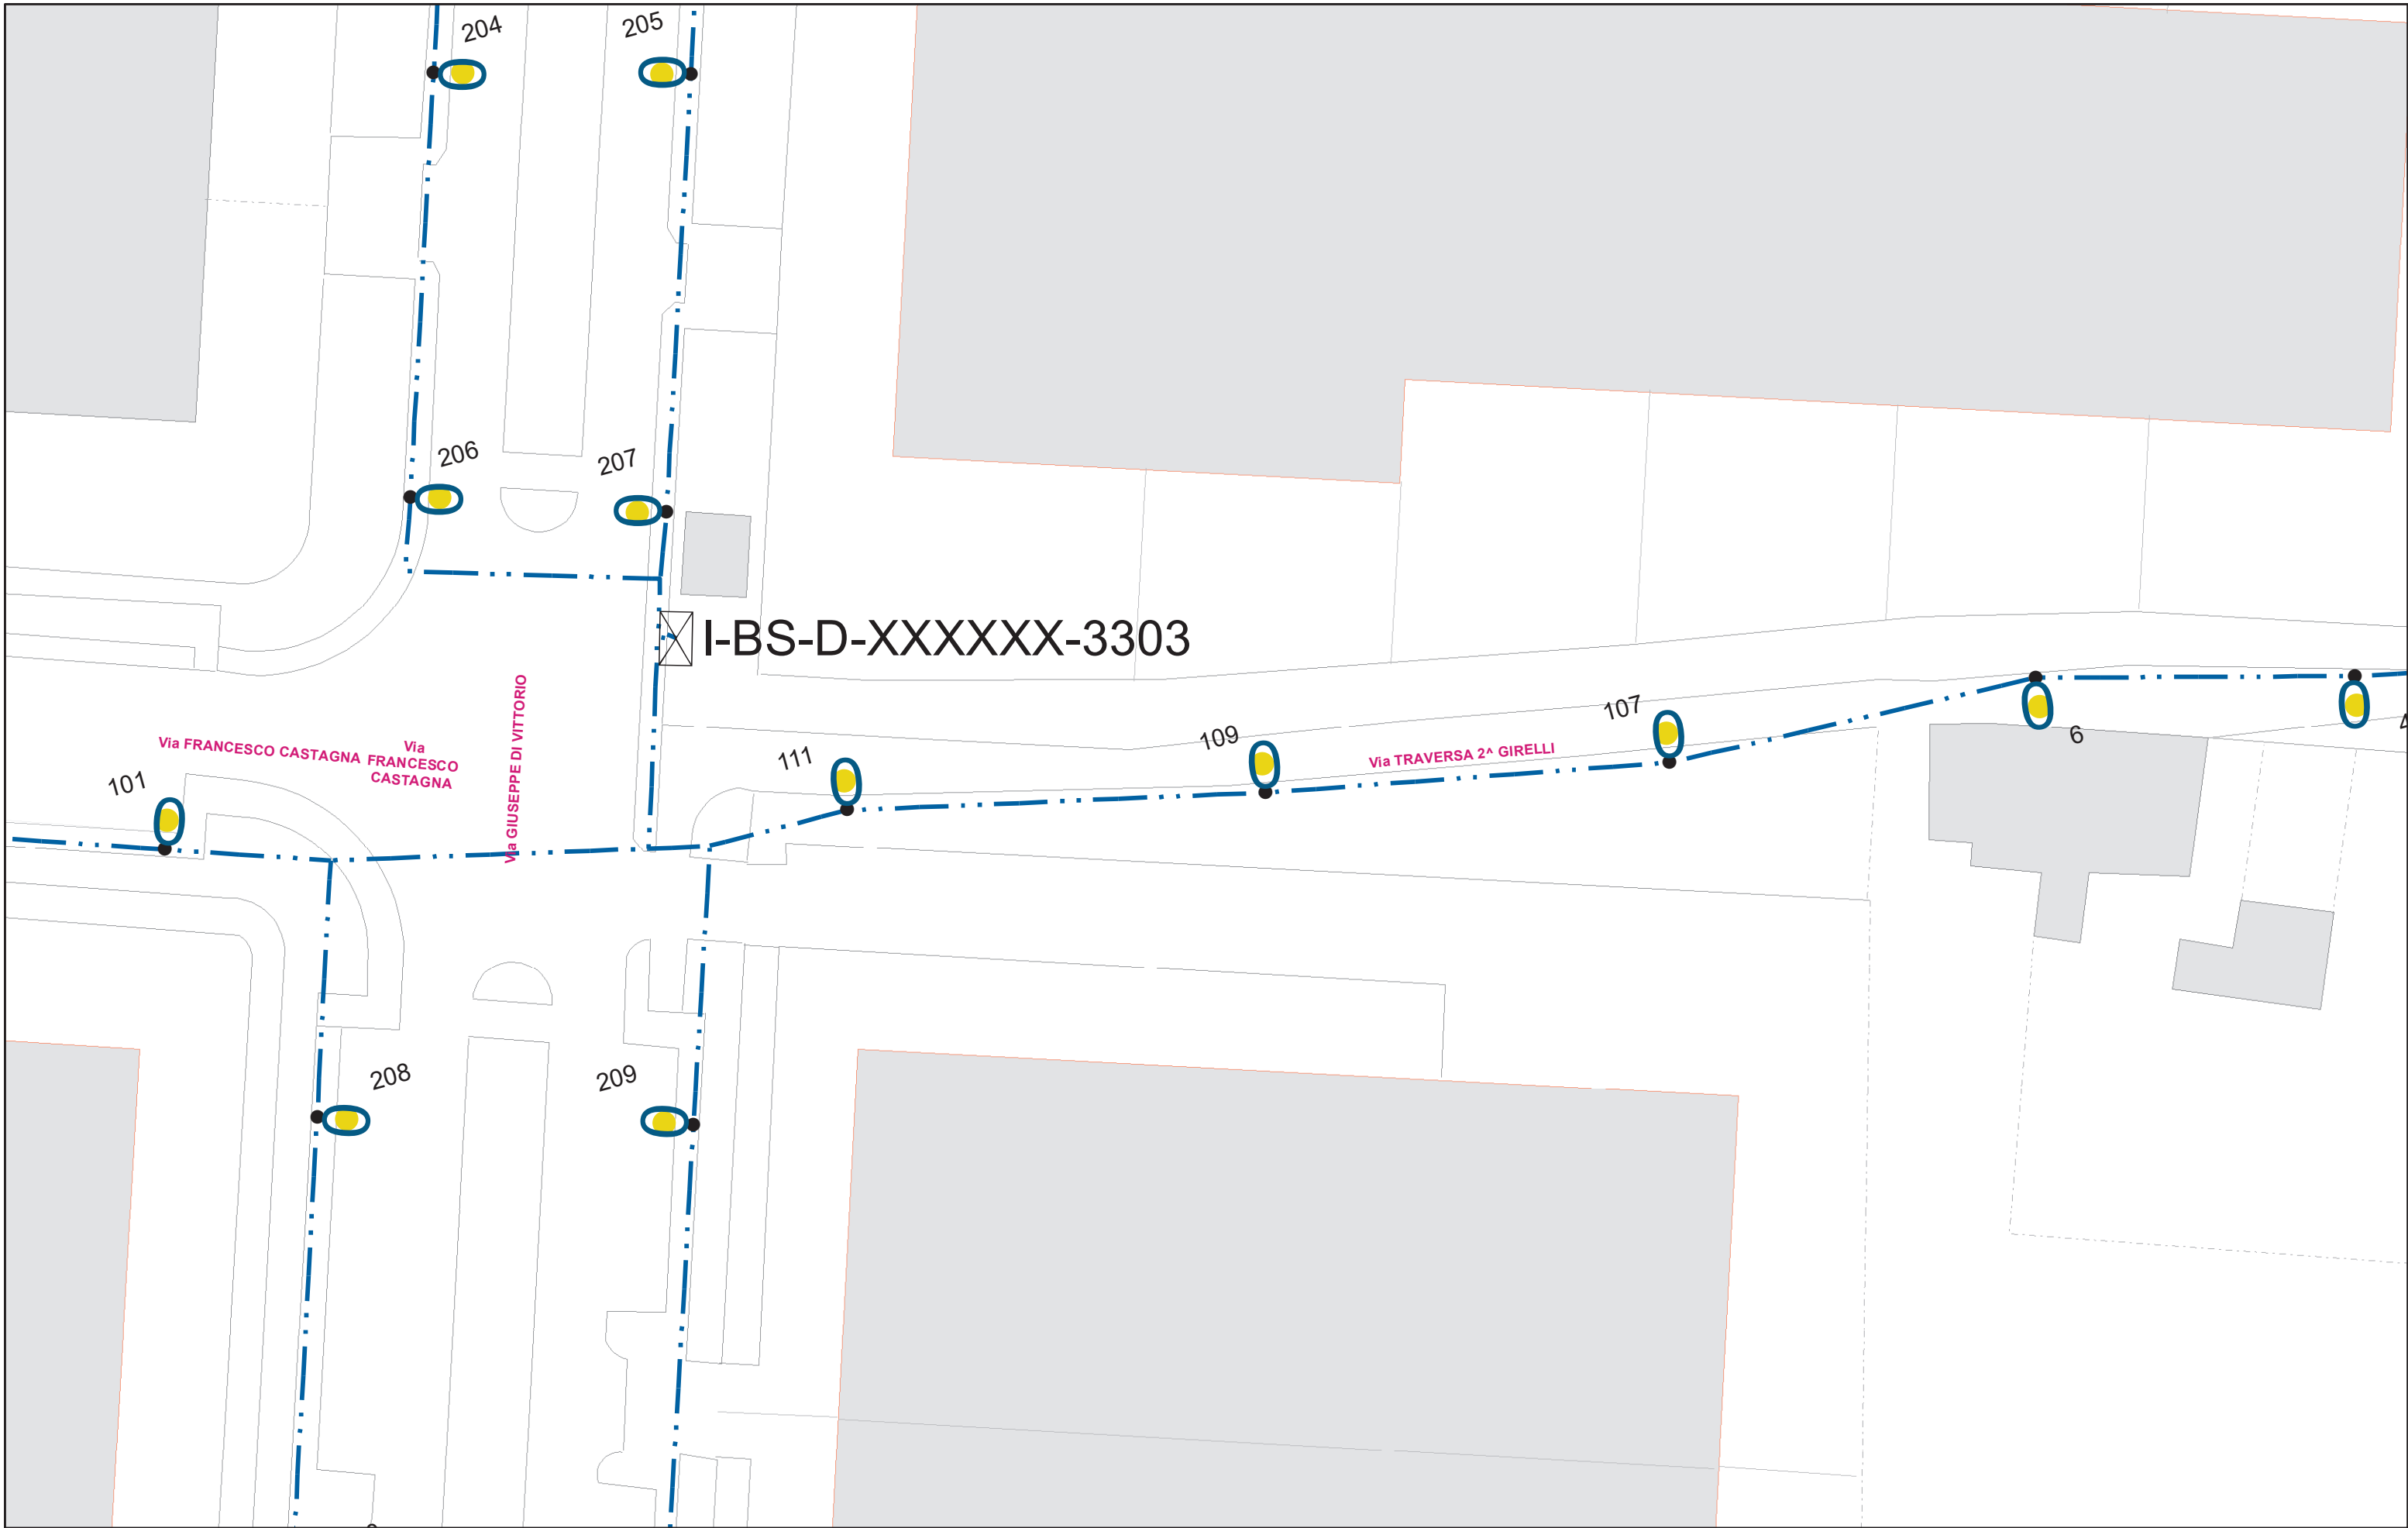 204
205
206
207
I-BS-D-XXXXXX-3303
Via GIUSEPPE DI VITTORIO
Via FRANCESCO CASTAGNA
Via
FRANCESCO
CASTAGNA
101
111
109
107
Via TRAVERSA 2^ GIRELLI
6
208
209